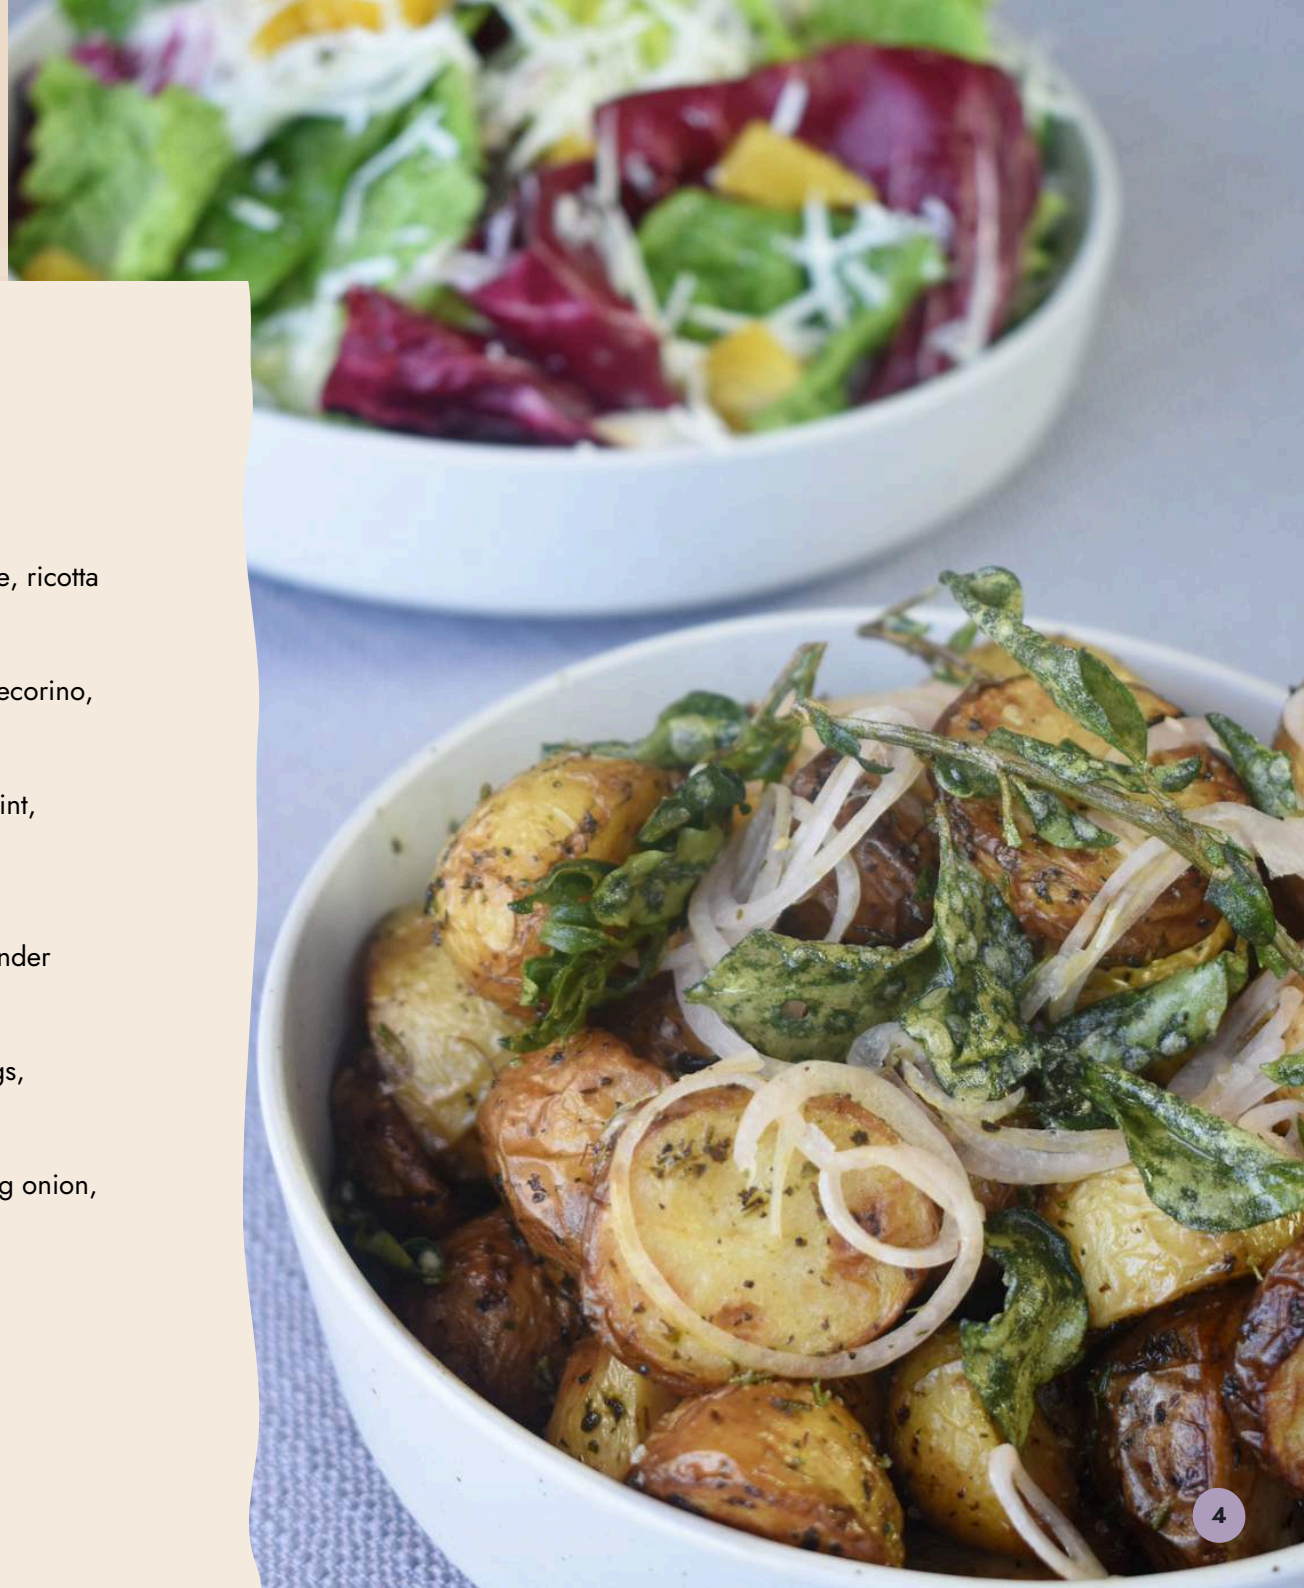 e, ricotta
ecorino,
int,
nder
gs,
g onion,
4